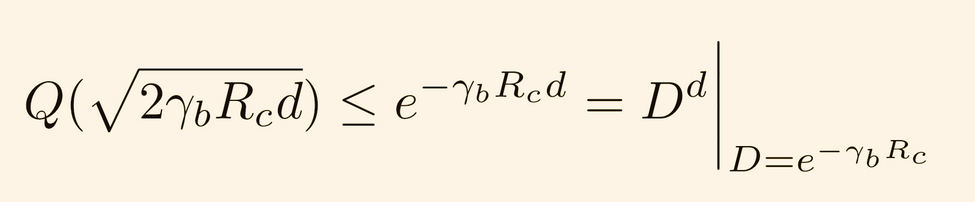 $Q(\sqrt{2\gamma_b R_c d}) \leq e^{-\gamma_b R_c d} = D^d \Big|_{D=e^{-\gamma_b R_c}}$